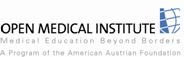 OPEN MEDICAL INSTITUTE
Medical Education Beyond Borders
A Program of the American Austrian Foundation